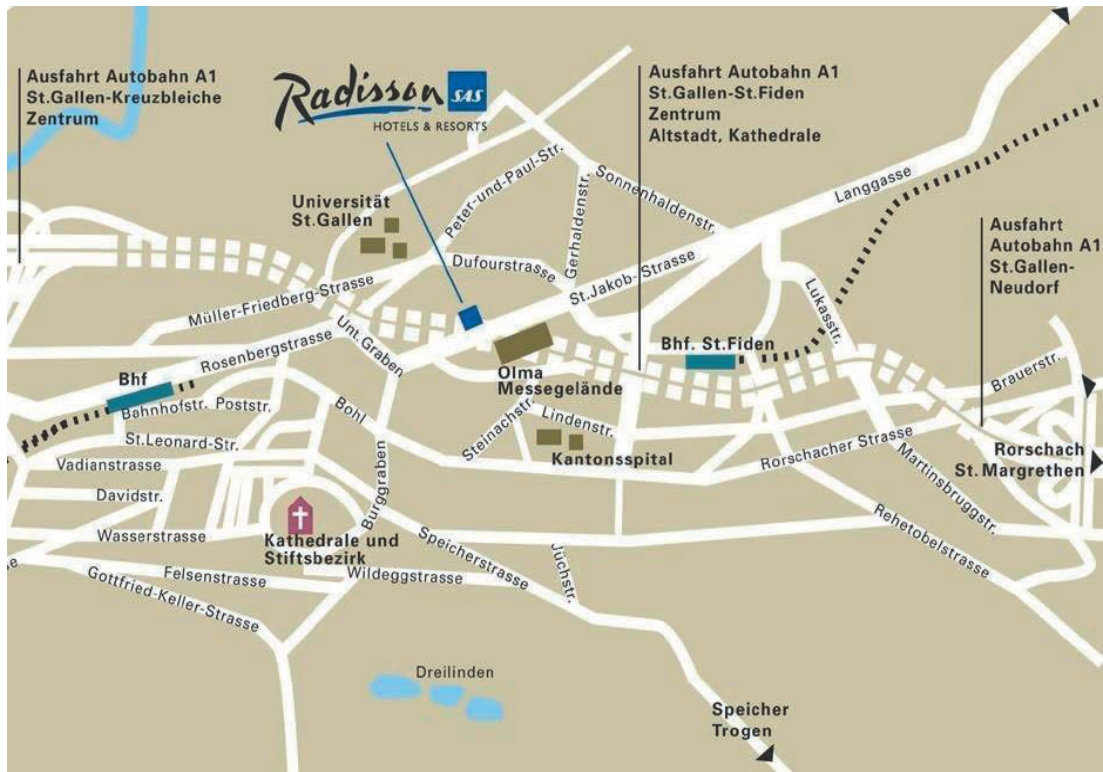 Ausfahrt Autobahn A1
St.Gallen-Kreuzbleiche
Zentrum
Radisson
SAS
HOTELS & RESORTS
Ausfahrt Autobahn A1
St.Gallen-St.Fiden
Zentrum
Altstadt, Kathedrale
Langgasse
Sonnenhaldenstr.
Peter-und-Paul-Str.
Gerhaldenstr.
Universität
St.Gallen
Ausfahrt
Autobahn A1
St.Gallen-
Neudorf
Dufourstrasse
St.Jakob-Strasse
Lukasstr.
Müller-Friedberg-Strasse
Rosenbergstrasse
Unt.Graben
Bhf. St.Fiden
Olma
Messegelände
Brauerstr.
Bhf
Bahnhofstr.
Poststr.
Bohl
Steinachstr.
Lindenstr.
St.Leonard-Str.
Kantonsspital
Rorschacher Strasse
Rorschach
St.Margrethen
Vadianstrasse
Martinsbruggstr.
Davidstr.
Burggraben
Rehetobelstrasse
Wasserstrasse
Kathedrale und
Stiftsbezirk
Speicherstrasse
Jüchstr.
Felsenstrasse
Wildeggstrasse
Gottfried-Keller-Strasse
Dreilinden
Speicher
Trogen